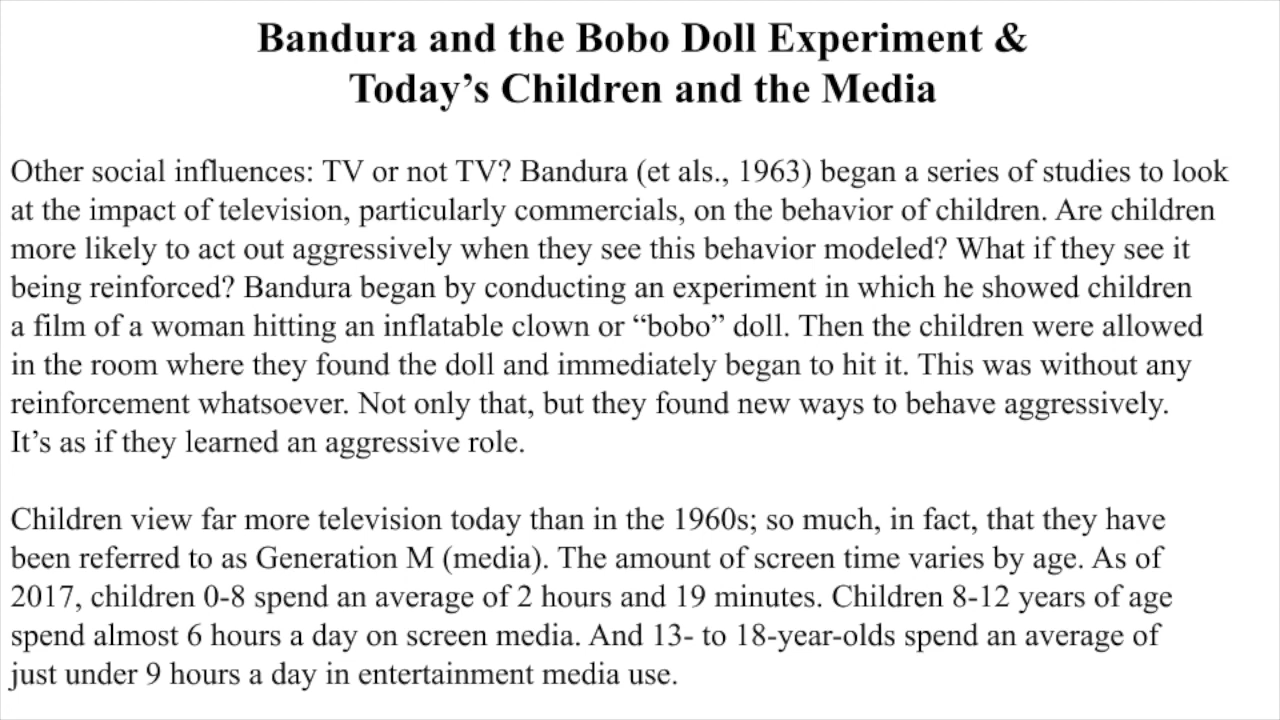 Bandura and the Bobo Doll Experiment &
Today’s Children and the Media
Other social influences: TV or not TV? Bandura (et als., 1963) began a series of studies to look
at the impact of television, particularly commercials, on the behavior of children. Are children
more likely to act out aggressively when they see this behavior modeled? What if they see it
being reinforced? Bandura began by conducting an experiment in which he showed children
a film of a woman hitting an inflatable clown or “bobo” doll. Then the children were allowed
in the room where they found the doll and immediately began to hit it. This was without any
reinforcement whatsoever. Not only that, but they found new ways to behave aggressively.
It’s as if they learned an aggressive role.
Children view far more television today than in the 1960s; so much, in fact, that they have
been referred to as Generation M (media). The amount of screen time varies by age. As of
2017, children 0-8 spend an average of 2 hours and 19 minutes. Children 8-12 years of age
spend almost 6 hours a day on screen media. And 13- to 18-year-olds spend an average of
just under 9 hours a day in entertainment media use.